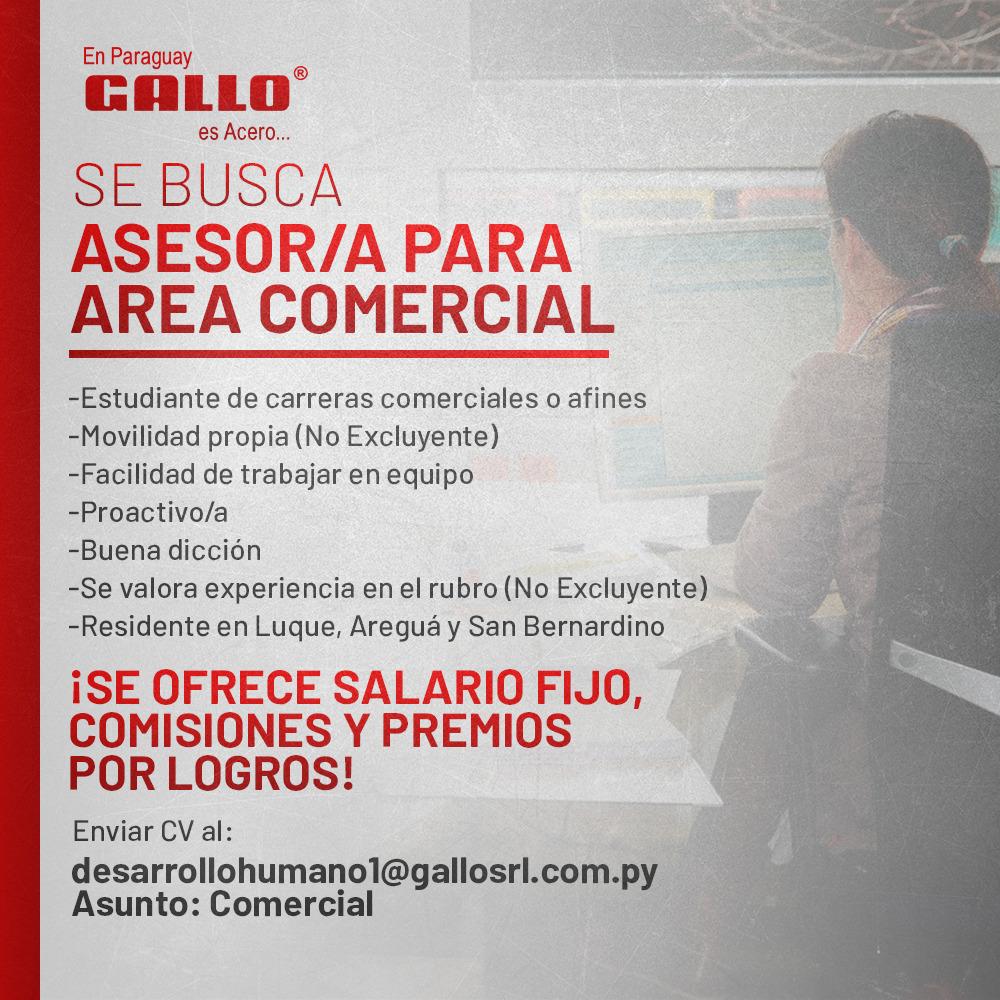 En Paraguay
GALLO®
es Acero...
SE BUSCA
ASESOR/A PARA
AREA COMERCIAL
-Estudiante de carreras comerciales o afines
-Movilidad propia (No Excluyente)
-Facilidad de trabajar en equipo
-Proactivo/a
-Buena dicción
-Se valora experiencia en el rubro (No Excluyente)
-Residente en Luque, Areguá y San Bernardino
¡SE OFRECE SALARIO FIJO,
COMISIONES Y PREMIOS
POR LOGROS!
Enviar CV al:
desarrollohumano1@gallosrl.com.py
Asunto: Comercial